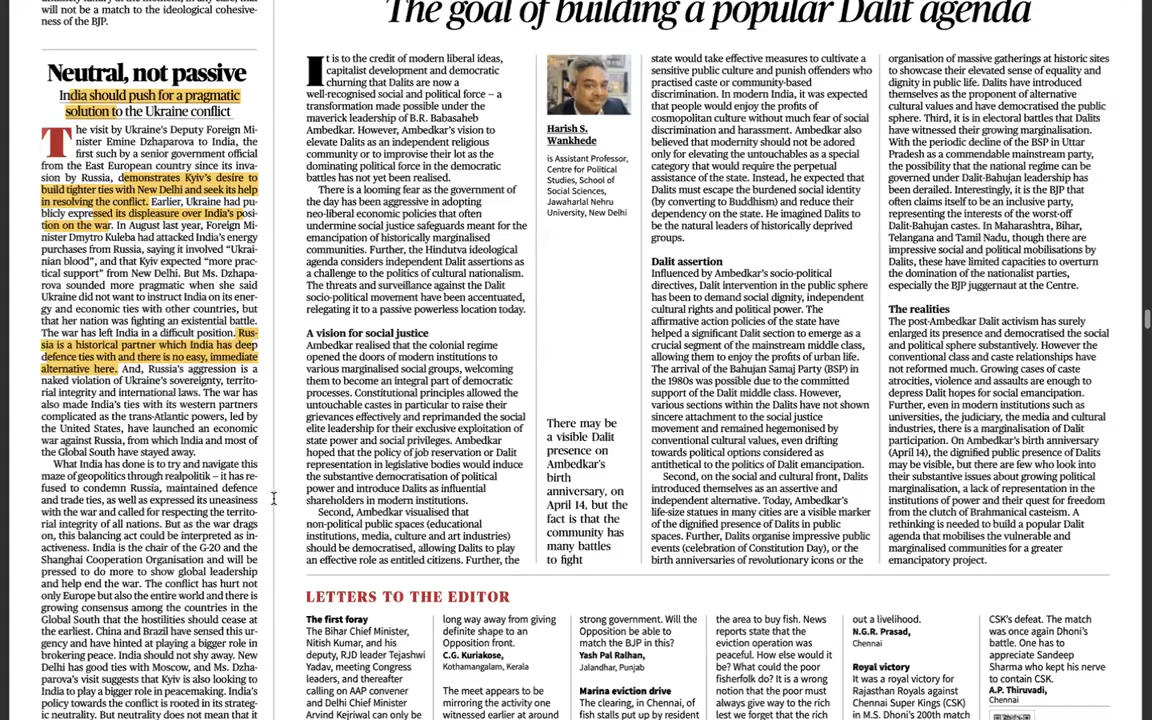 will not be a match to the ideological cohesive-
ness of the BJP.
Neutral, not passive
India should push for a pragmatic
solution to the Ukraine conflict
The visit by Ukraine's Deputy Foreign Mi-
nister Emine Dzhaparova to India, the
first such by a senior government official
from the East European country since its inva-
sion by Russia, demonstrates Kyiv's desire to
build tighter ties with New Delhi and seek its help
in resolving the conflict. Earlier, Ukraine had pu-
blicly expressed its displeasure over India's posi-
tion on the war. In August last year, Foreign Mi-
nister Dmytro Kuleba had attacked India's energy
purchases from Russia, saying it involved "Ukrai-
nian blood", and that Kyiv expected "more prac-
tical support" from New Delhi. But Ms. Dzhapa-
rova sounded more pragmatic when she said
Ukraine did not want to instruct India on its ener-
gy and economic ties with other countries, but
that her nation was fighting an existential battle.
The war has left India in a difficult position. Rus-
sia is a historical partner which India has deep
defence ties with and there is no easy, immediate
alternative here. And, Russia's aggression is a
naked violation of Ukraine's sovereignty, territo-
rial integrity and international laws. The war has
also made India's ties with its western partners
complicated as the trans-Atlantic powers, led by
the United States, have launched an economic
war against Russia, from which India and most of
the Global South have stayed away.
What India has done is to try and navigate this
maze of geopolitics through realpolitik – it has re-
fused to condemn Russia, maintained defence
and trade ties, as well as expressed its uneasiness
with the war and called for respecting the territo-
rial integrity of all nations. But as the war drags
on, this balancing act could be interpreted as in-
activeness. India is the chair of the G-20 and the
Shanghai Cooperation Organisation and will be
pressed to do more to show global leadership
and help end the war. The conflict has hurt not
only Europe but also the entire world and there is
growing consensus among the countries in the
Global South that the hostilities should cease at
the earliest. China and Brazil have sensed this ur-
gency and have hinted at playing a bigger role in
brokering peace. India should not shy away. New
Delhi has good ties with Moscow, and Ms. Dzha-
parova's visit suggests that Kyiv is also looking to
India to play a bigger role in peacemaking. India's
policy towards the conflict is rooted in its strateg-
ic neutrality. But neutrality does not mean that it
The goal of building a popular Dalit agenda
It is to the credit of modern liberal ideas,
capitalist development and democratic
churning that Dalits are now a
well-recognised social and political force – a
transformation made possible under the
maverick leadership of B.R. Babasaheb
Ambedkar. However, Ambedkar's vision to
elevate Dalits as an independent religious
community or to improvise their lot as the
dominating political force in the democratic
battles has not yet been realised.
There is a looming fear as the government of
the day has been aggressive in adopting
neo-liberal economic policies that often
undermine social justice safeguards meant for the
emancipation of historically marginalised
communities. Further, the Hindutva ideological
agenda considers independent Dalit assertions as
a challenge to the politics of cultural nationalism.
The threats and surveillance against the Dalit
socio-political movement have been accentuated,
relegating it to a passive powerless location today.
A vision for social justice
Ambedkar realised that the colonial regime
opened the doors of modern institutions to
various marginalised social groups, welcoming
them to become an integral part of democratic
processes. Constitutional principles allowed the
untouchable castes in particular to raise their
grievances effectively and reprimanded the social
elite leadership for their exclusive exploitation of
state power and social privileges. Ambedkar
hoped that the policy of job reservation or Dalit
representation in legislative bodies would induce
the substantive democratisation of political
power and introduce Dalits as influential
shareholders in modern institutions.
Second, Ambedkar visualised that
non-political public spaces (educational
institutions, media, culture and art industries)
should be democratised, allowing Dalits to play
an effective role as entitled citizens. Further, the
Harish S.
Wankhede
is Assistant Professor,
Centre for Political
Studies, School of
Social Sciences,
Jawaharlal Nehru
University, New Delhi
There may be
a visible Dalit
presence on
Ambedkar's
birth
anniversary, on
April 14, but the
fact is that the
community has
many battles
to fight
state would take effective measures to cultivate a
sensitive public culture and punish offenders who
practised caste or community-based
discrimination. In modern India, it was expected
that people would enjoy the profits of
cosmopolitan culture without much fear of social
discrimination and harassment. Ambedkar also
believed that modernity should not be adored
only for elevating the untouchables as a special
category that would require the perpetual
assistance of the state. Instead, he expected that
Dalits must escape the burdened social identity
(by converting to Buddhism) and reduce their
dependency on the state. He imagined Dalits to
be the natural leaders of historically deprived
groups.
Dalit assertion
Influenced by Ambedkar's socio-political
directives, Dalit intervention in the public sphere
has been to demand social dignity, independent
cultural rights and political power. The
affirmative action policies of the state have
helped a significant Dalit section to emerge as a
crucial segment of the mainstream middle class,
allowing them to enjoy the profits of urban life.
The arrival of the Bahujan Samaj Party (BSP) in
the 1980s was possible due to the committed
support of the Dalit middle class. However,
various sections within the Dalits have not shown
sincere attachment to the social justice
movement and remained hegemonised by
conventional cultural values, even drifting
towards political options considered as
antithetical to the politics of Dalit emancipation.
Second, on the social and cultural front, Dalits
introduced themselves as an assertive and
independent alternative. Today, Ambedkar's
life-size statues in many cities are a visible marker
of the dignified presence of Dalits in public
spaces. Further, Dalits organise impressive public
events (celebration of Constitution Day), or the
birth anniversaries of revolutionary icons or the
organisation of massive gatherings at historic sites
to showcase their elevated sense of equality and
dignity in public life. Dalits have introduced
themselves as the proponent of alternative
cultural values and have democratised the public
sphere. Third, it is in electoral battles that Dalits
have witnessed their growing marginalisation.
With the periodic decline of the BSP in Uttar
Pradesh as a commendable mainstream party,
the possibility that the national regime can be
governed under Dalit-Bahujan leadership has
been derailed. Interestingly, it is the BJP that
often claims itself to be an inclusive party,
representing the interests of the worst-off
Dalit-Bahujan castes. In Maharashtra, Bihar,
Telangana and Tamil Nadu, though there are
impressive social and political mobilisations by
Dalits, these have limited capacities to overturn
the domination of the nationalist parties,
especially the BJP juggernaut at the Centre.
The realities
The post-Ambedkar Dalit activism has surely
enlarged its presence and democratised the social
and political sphere substantively. However the
conventional class and caste relationships have
not reformed much. Growing cases of caste
atrocities, violence and assaults are enough to
depress Dalit hopes for social emancipation.
Further, even in modern institutions such as
universities, the judiciary, the media and cultural
industries, there is a marginalisation of Dalit
participation. On Ambedkar's birth anniversary
(April 14), the dignified public presence of Dalits
may be visible, but there are few who look into
their substantive issues about growing political
marginalisation, a lack of representation in the
institutions of power and their quest for freedom
from the clutch of Brahmanical casteism. A
rethinking is needed to build a popular Dalit
agenda that mobilises the vulnerable and
marginalised communities for a greater
emancipatory project.
LETTERS TO THE EDITOR
The first foray
The Bihar Chief Minister,
Nitish Kumar, and his
deputy, RJD leader Tejashwi
Yadav, meeting Congress
leaders, and thereafter
calling on AAP convener
and Delhi Chief Minister
Arvind Kejriwal can only be
long way away from giving
definite shape to an
Opposition front.
C.G. Kuriakose,
Kothamangalam, Kerala
The meet appears to be
mirroring the activity one
witnessed earlier at around
strong government. Will the
Opposition be able to
match the BJP in this?
Yash Pal Ralhan,
Jalandhar, Punjab
Marina eviction drive
The clearing, in Chennai, of
fish stalls put up by resident
the area to buy fish. News
reports state that the
eviction operation was
peaceful. How else would it
be? What could the poor
fisherfolk do? It is a wrong
notion that the poor must
always give way to the rich
lest we forget that the rich
out a livelihood.
N.G.R. Prasad,
Chennai
Royal victory
It was a royal victory for
Rajasthan Royals against
Chennai Super Kings (CSK)
in M.S. Dhoni's 200th match
CSK's defeat. The match
was once again Dhoni's
battle. One has to
appreciate Sandeep
Sharma who kept his nerve
to contain CSK.
A.P. Thiruvadi,
Chennai